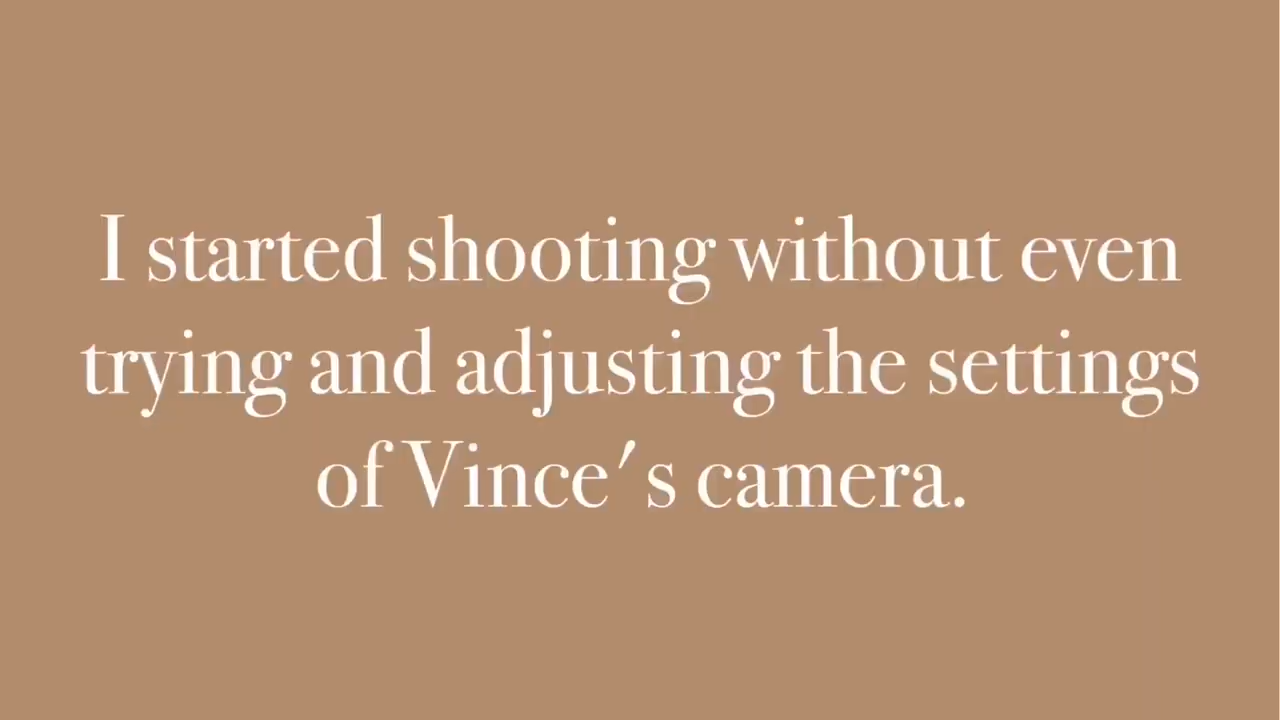 I started shooting without even
trying and adjusting the settings
of Vince's camera.